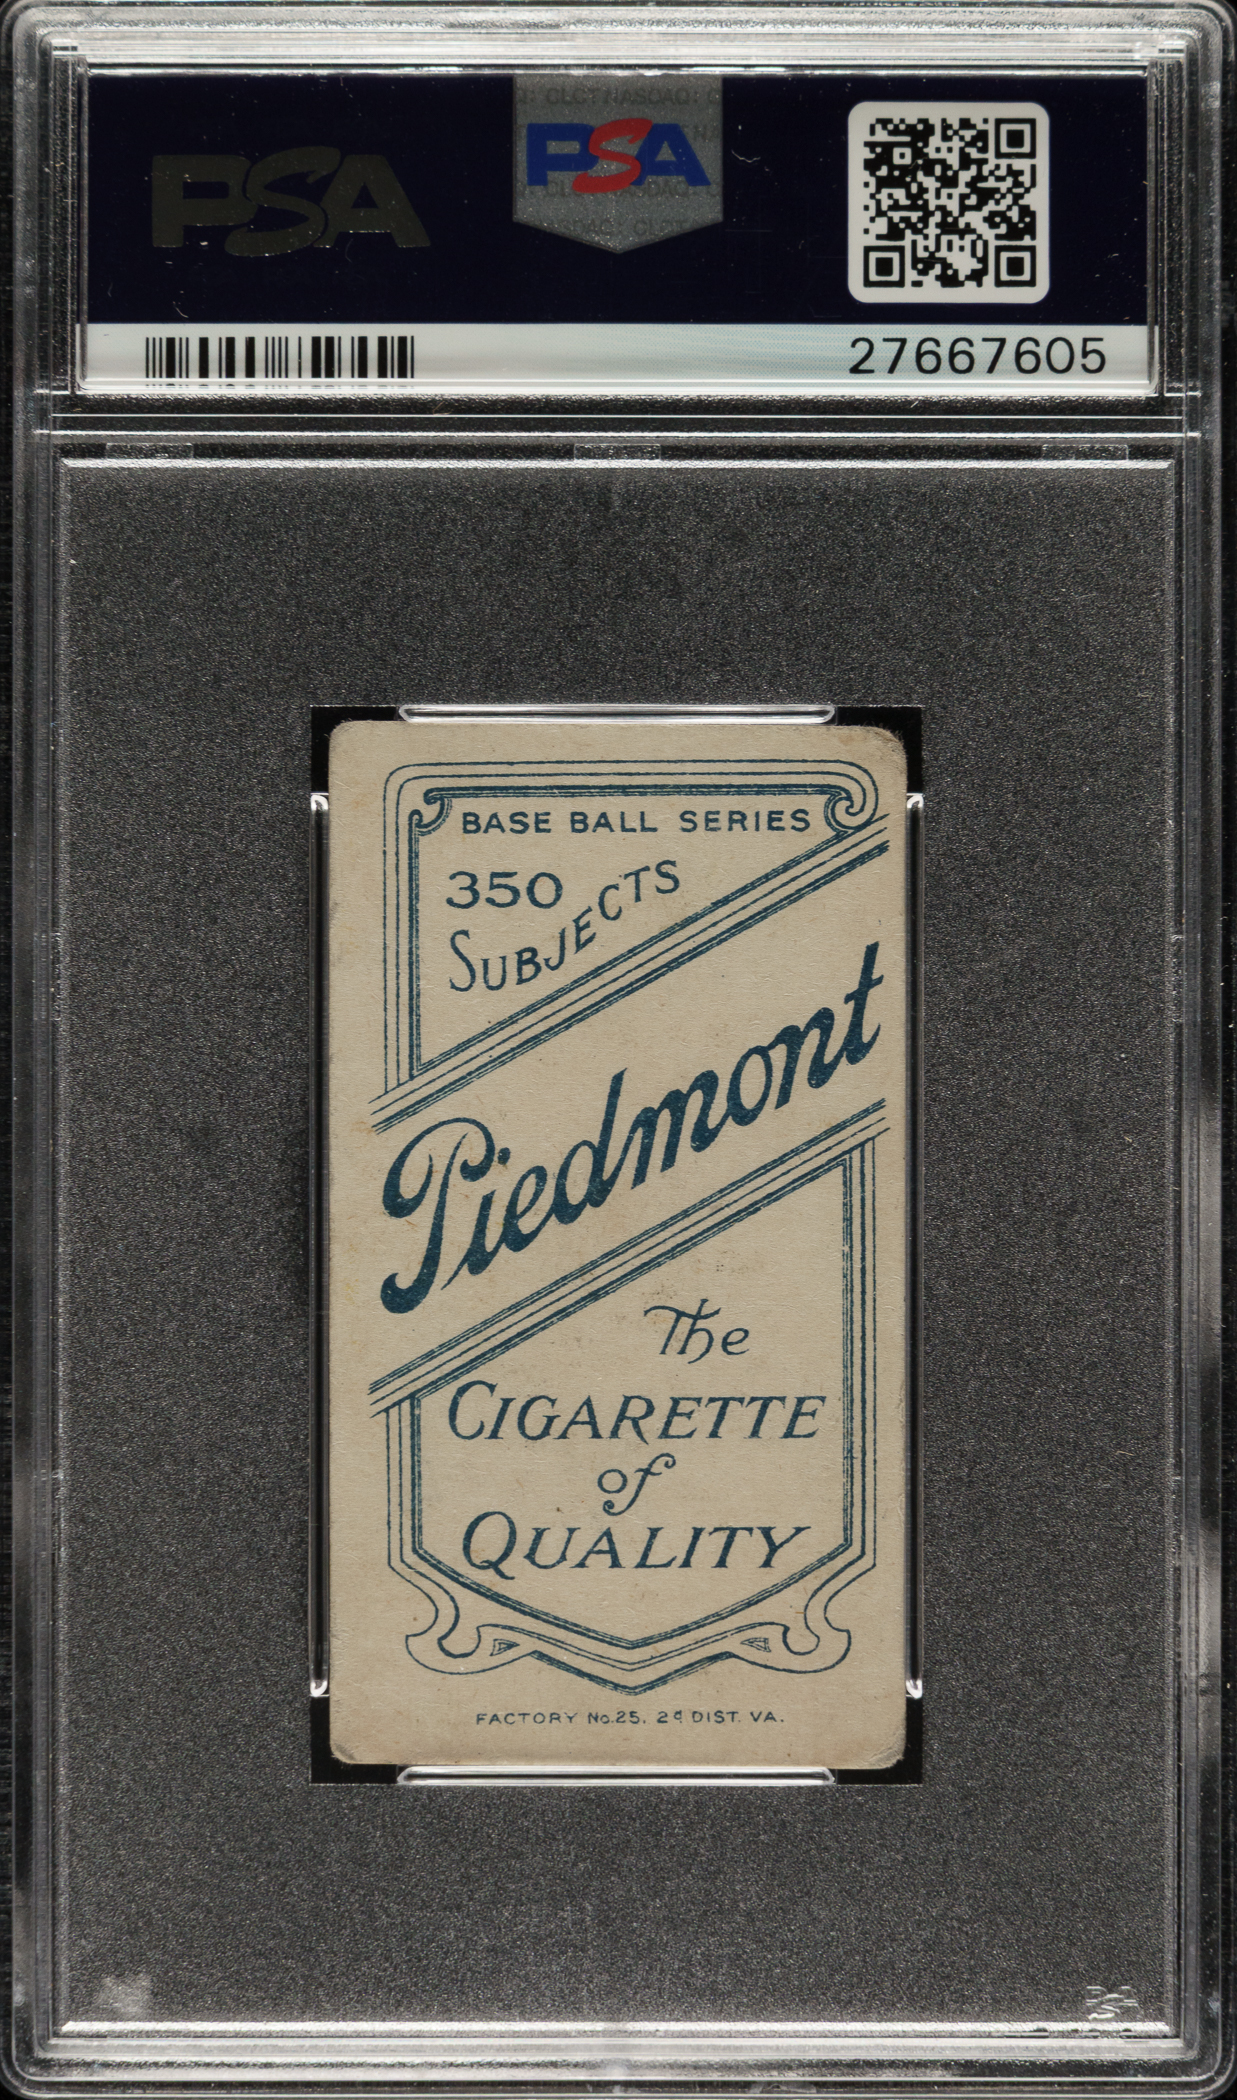 PSA
PSA
27667605
BASE BALL SERIES
350
SUBJECTS
Piedmont
The
CIGARETTE
of
QUALITY
FACTORY No.25. 2d DIST. VA.
PSA